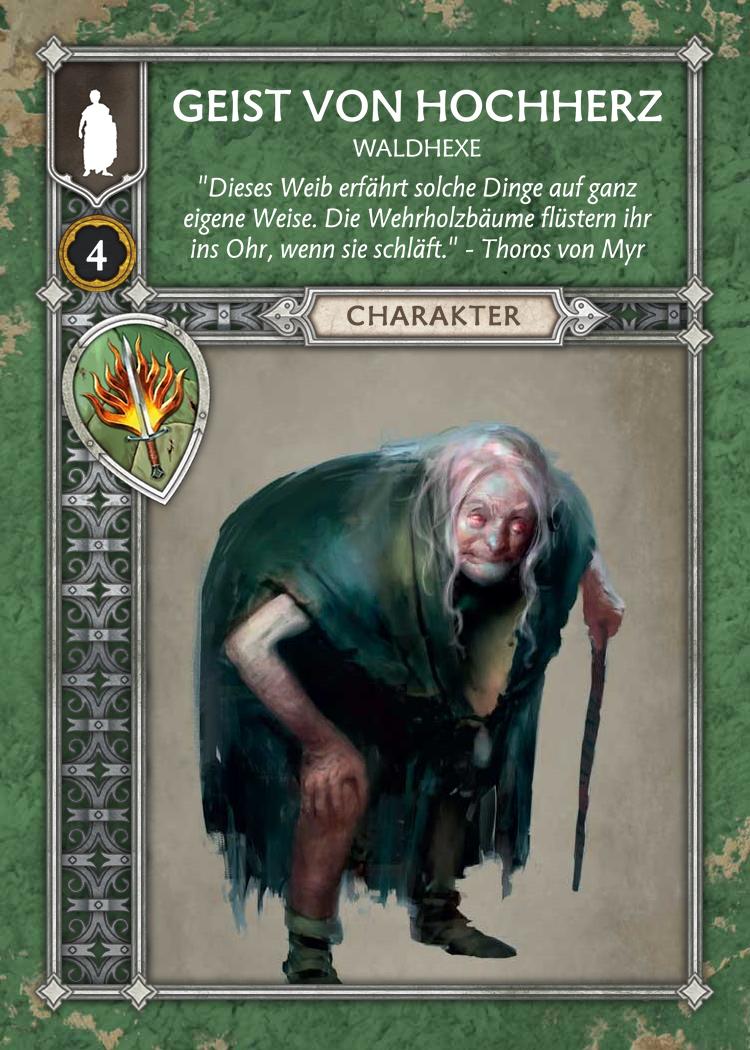 GEIST VON HOCHHERZ
WALDHEXE
"Dieses Weib erfährt solche Dinge auf ganz
eigene Weise. Die Wehrholzbäume flüstern ihr
ins Ohr, wenn sie schläft." - Thoros von Myr
4
CHARAKTER